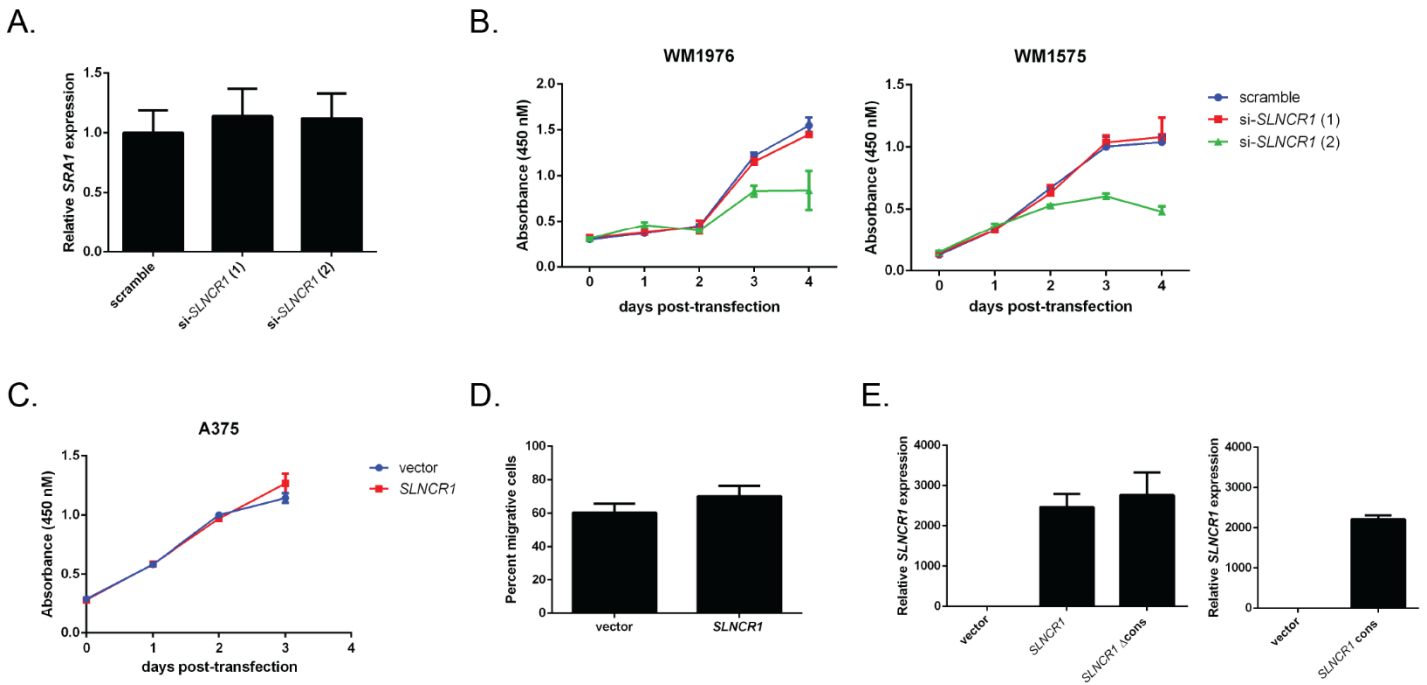 A.
Relative SRA1 expression
1.5
1.0
0.5
0.0
scramble
si-SLNCR1 (1)
si-SLNCR1 (2)
B.
WM1976
Absorbance (450 nM)
2.0
1.5
1.0
0.5
0.0
0 1 2 3 4
days post-transfection
WM1575
Absorbance (450 nM)
1.5
1.0
0.5
0.0
0 1 2 3 4
days post-transfection
scramble
si-SLNCR1 (1)
si-SLNCR1 (2)
C.
A375
Absorbance (450 nM)
1.5
1.0
0.5
0.0
0 1 2 3 4
days post-transfection
vector
SLNCR1
D.
Percent migrative cells
100
80
60
40
20
0
vector
SLNCR1
E.
Relative SLNCR1 expression
4000
3000
2000
1000
0
vector
SLNCR1
SLNCR1 Δcons
Relative SLNCR1 expression
4000
3000
2000
1000
0
vector
SLNCR1 cons